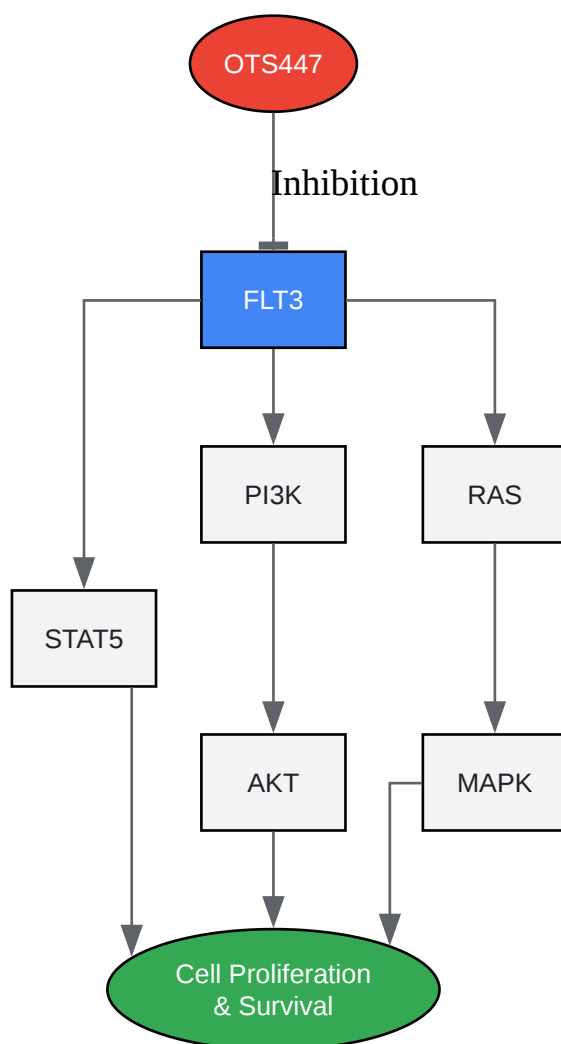 OTS447
Inhibition
FLT3
PI3K
RAS
STAT5
AKT
MAPK
Cell Proliferation
& Survival